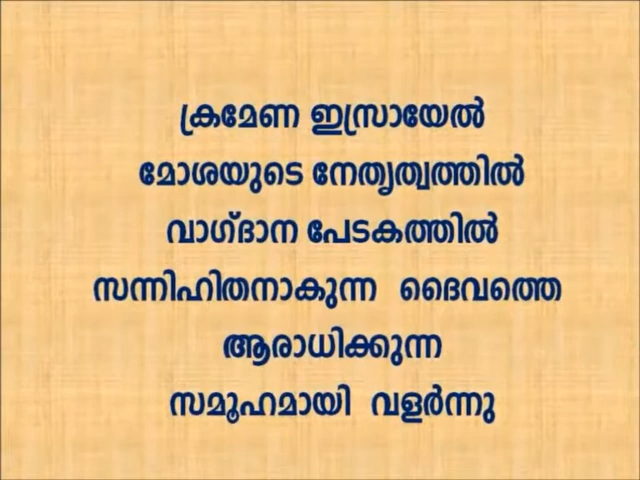 ക്രമേണ ഇസ്രായേൽ
മോശയുടെ നേതൃത്വത്തിൽ
വാഗ്ദാന പേടകത്തിൽ
സന്നിഹിതനാകുന്ന ദൈവത്തെ
ആരാധിക്കുന്ന
സമൂഹമായി വളർന്നു